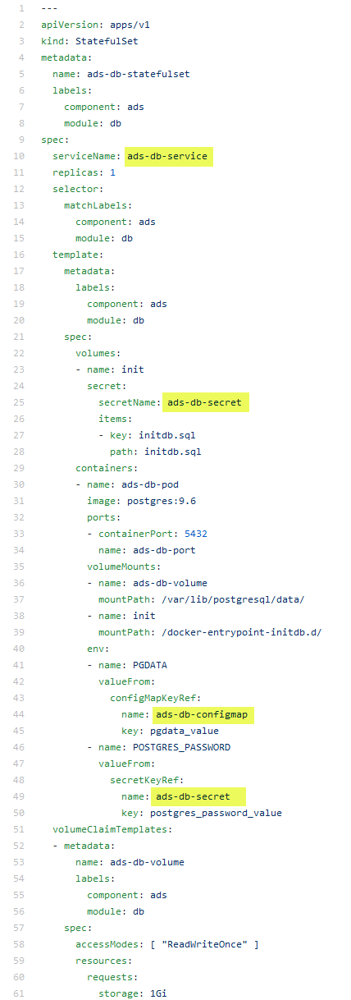 1 ---
2 apiVersion: apps/v1
3 kind: StatefulSet
4 metadata:
5   name: ads-db-statefulset
6   labels:
7     component: ads
8     module: db
9 spec:
10   serviceName: ads-db-service
11   replicas: 1
12   selector:
13     matchLabels:
14       component: ads
15       module: db
16   template:
17     metadata:
18       labels:
19         component: ads
20         module: db
21     spec:
22       volumes:
23       - name: init
24         secret:
25           secretName: ads-db-secret
26           items:
27           - key: initdb.sql
28             path: initdb.sql
29       containers:
30       - name: ads-db-pod
31         image: postgres:9.6
32         ports:
33         - containerPort: 5432
34           name: ads-db-port
35         volumeMounts:
36         - name: ads-db-volume
37           mountPath: /var/lib/postgresql/data/
38         - name: init
39           mountPath: /docker-entrypoint-initdb.d/
40         env:
41         - name: PGDATA
42           valueFrom:
43             configMapKeyRef:
44               name: ads-db-configmap
45               key: pgdata_value
46         - name: POSTGRES_PASSWORD
47           valueFrom:
48             secretKeyRef:
49               name: ads-db-secret
50               key: postgres_password_value
51   volumeClaimTemplates:
52   - metadata:
53       name: ads-db-volume
54       labels:
55         component: ads
56         module: db
57     spec:
58       accessModes: [ "ReadWriteOnce" ]
59       resources:
60         requests:
61           storage: 1Gi